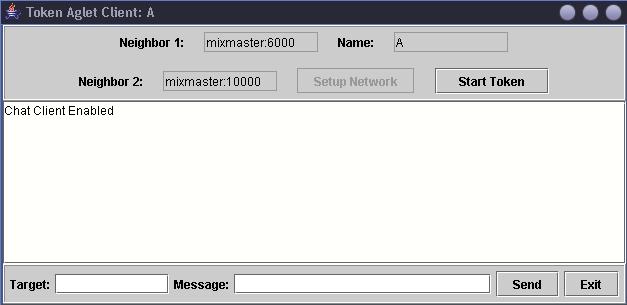 Token Aglet Client: A
Neighbor 1: mixmaster:6000 Name: A
Neighbor 2: mixmaster:10000 Setup Network Start Token
Chat Client Enabled
Target: Message: Send Exit